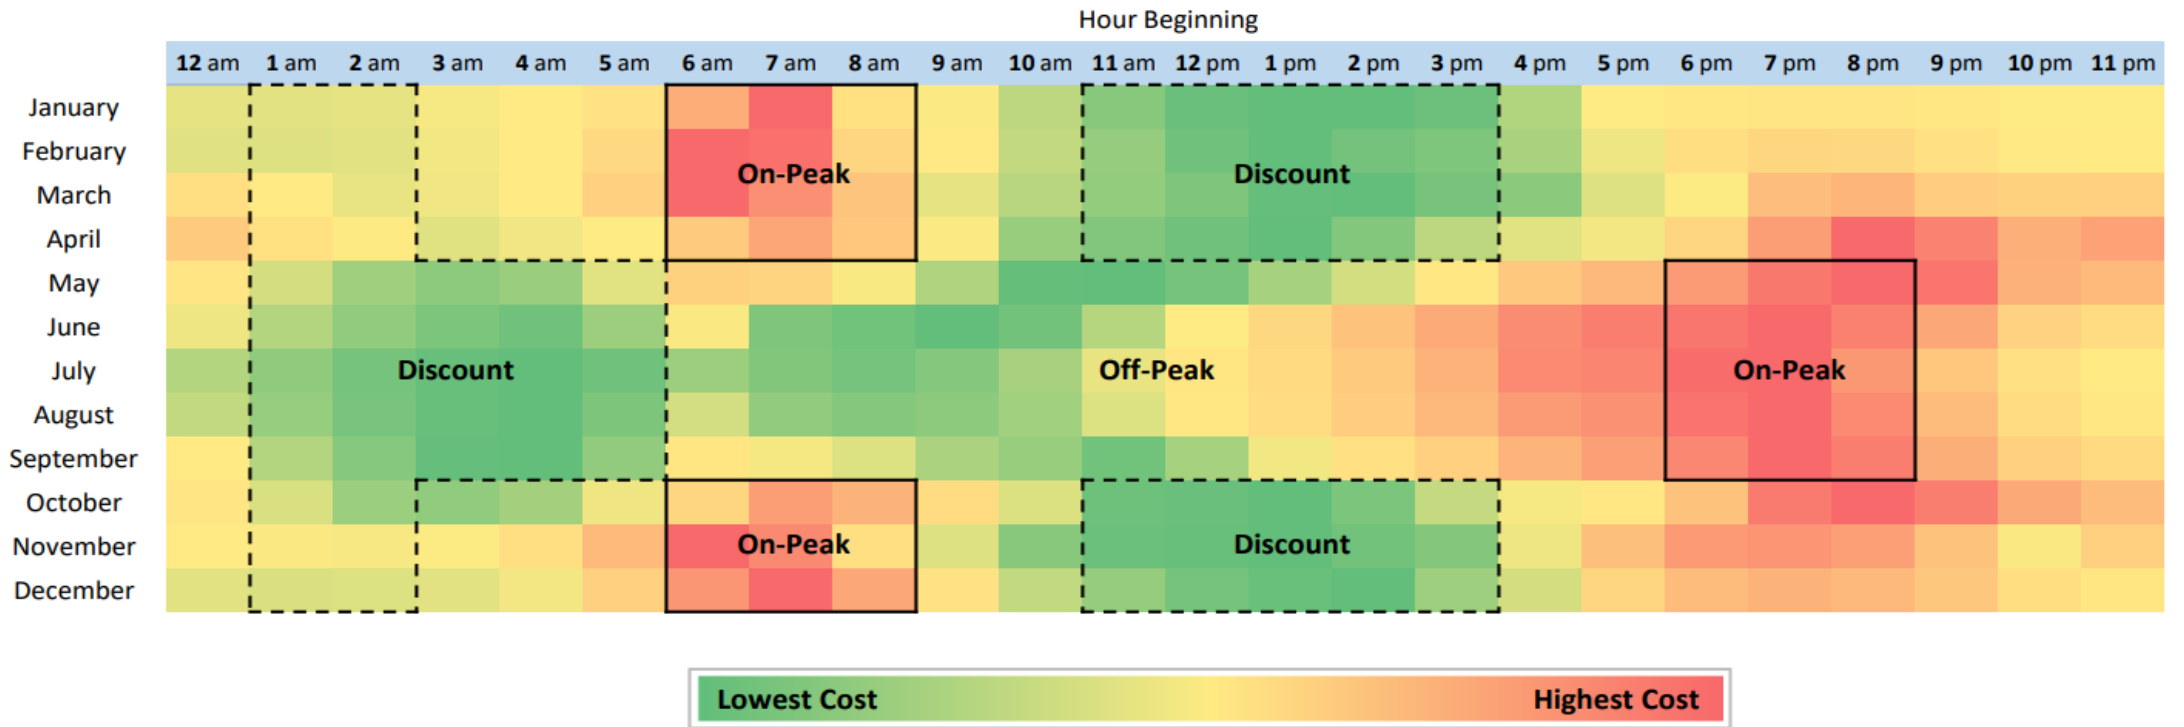 Hour Beginning
12 am 1 am 2 am 3 am 4 am 5 am 6 am 7 am 8 am 9 am 10 am 11 am 12 pm 1 pm 2 pm 3 pm 4 pm 5 pm 6 pm 7 pm 8 pm 9 pm 10 pm 11 pm
January
February
On-Peak Discount
March
April
May
June
July
Discount Off-Peak On-Peak
August
September
October
November
On-Peak Discount
December
Lowest Cost Highest Cost